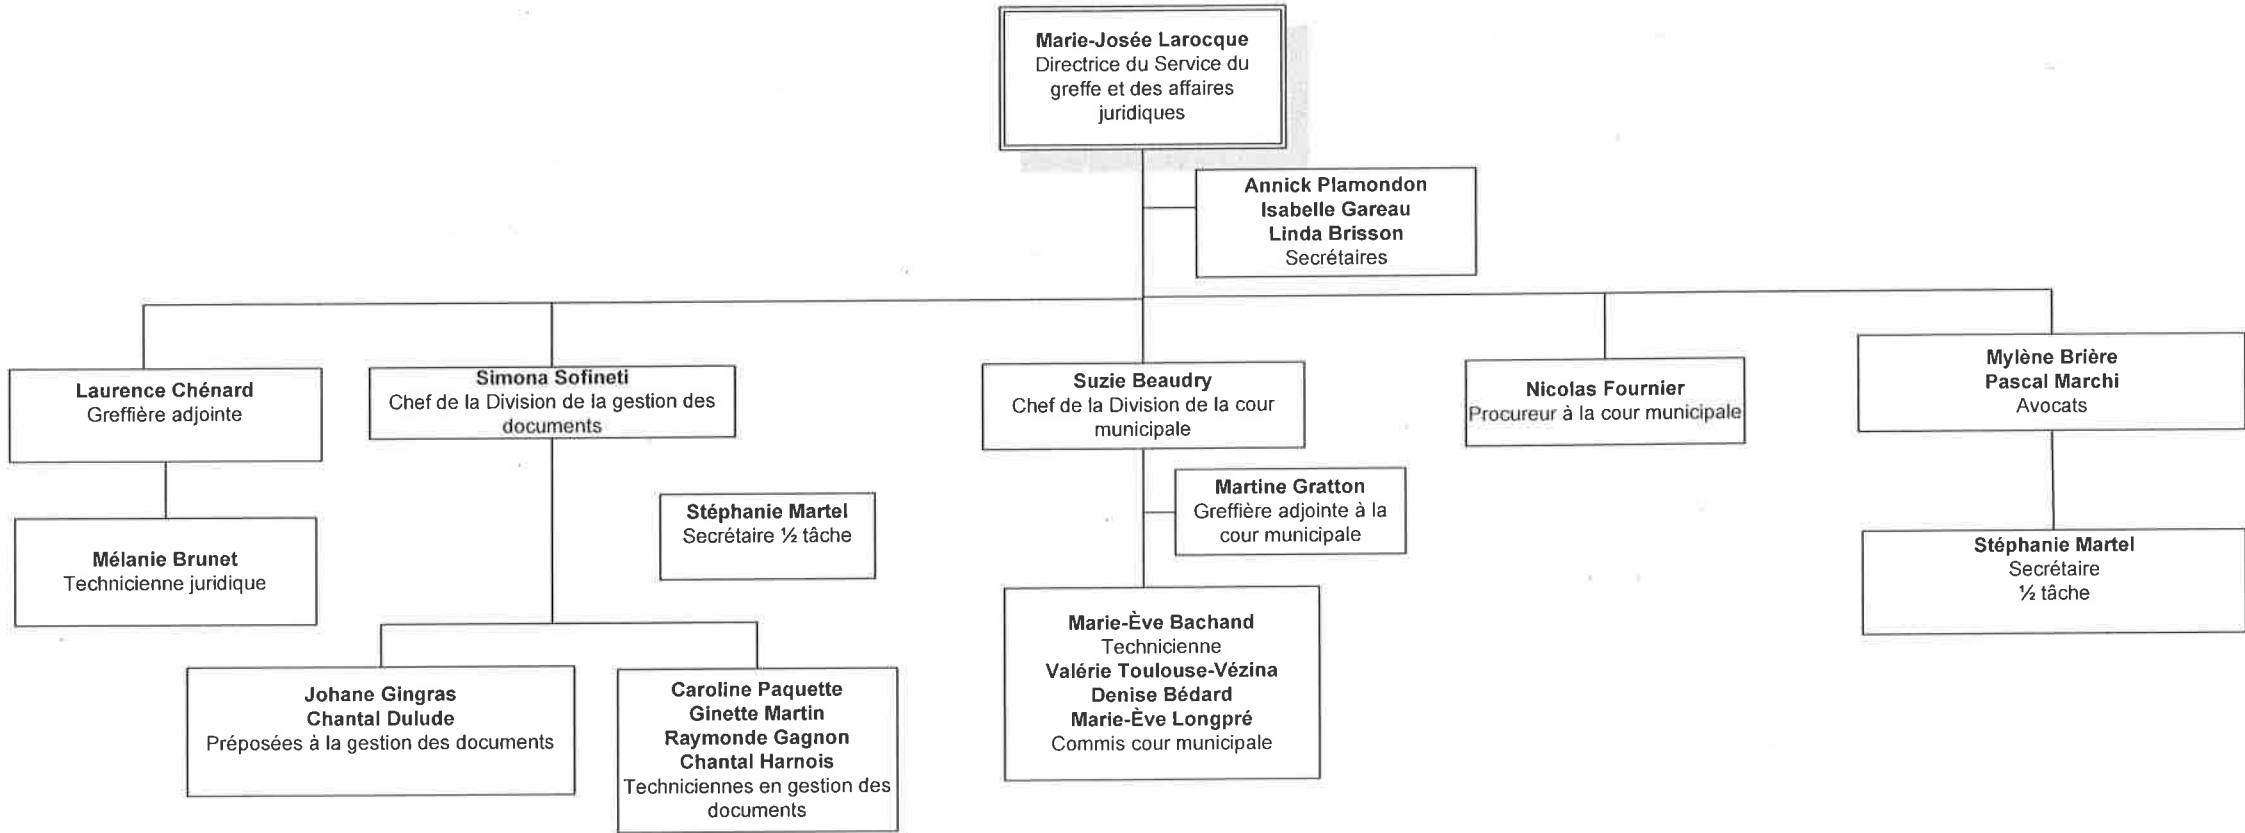 Marie-Josée Larocque
Directrice du Service du
greffe et des affaires
juridiques
Annick Plamondon
Isabelle Gareau
Linda Brisson
Secrétaires
Laurence Chénard
Greffière adjointe
Simona Sofineti
Chef de la Division de la gestion des
documents
Suzie Beaudry
Chef de la Division de la cour
municipale
Nicolas Fournier
Procureur à la cour municipale
Mylène Brière
Pascal Marchi
Avocats
Mélanie Brunet
Technicienne juridique
Stéphanie Martel
Secrétaire ½ tâche
Martine Gratton
Greffière adjointe à la
cour municipale
Stéphanie Martel
Secrétaire
½ tâche
Johane Gingras
Chantal Dulude
Préposées à la gestion des documents
Caroline Paquette
Ginette Martin
Raymonde Gagnon
Chantal Harnois
Techniciennes en gestion des
documents
Marie-Ève Bachand
Technicienne
Valérie Toulouse-Vézina
Denise Bédard
Marie-Ève Longpré
Commis cour municipale